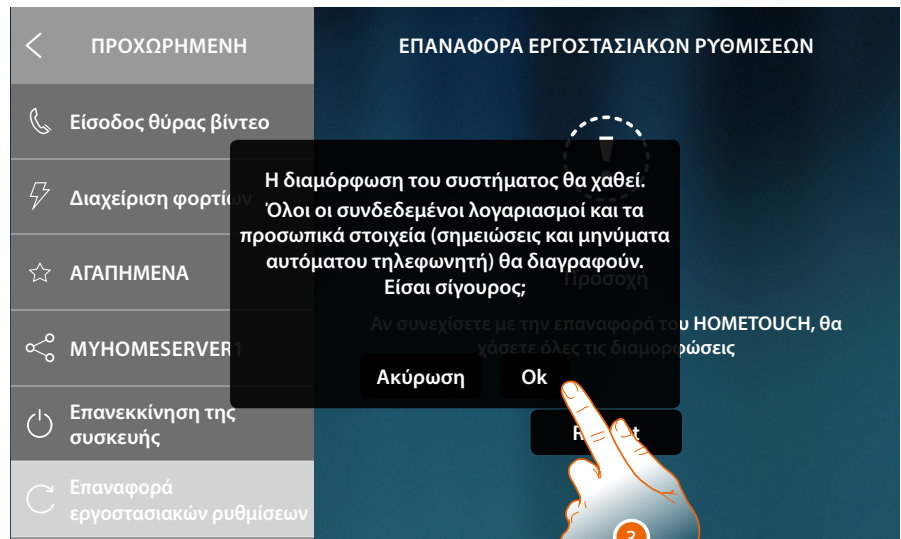 ΠΡΟΧΩΡΗΜΕΝΗ
Είσοδος θύρας βίντεο
Διαχείριση φορτίων
ΑΓΑΠΗΜΕΝΑ
MYHOMESERVER1
Επανεκκίνηση της
συσκευής
Επαναφορά
εργοστασιακών ρυθμίσεων
ΕΠΑΝΑΦΟΡΑ ΕΡΓΟΣΤΑΣΙΑΚΩΝ ΡΥΘΜΙΣΕΩΝ
Η διαμόρφωση του συστήματος θα χαθεί.
Όλοι οι συνδεδεμένοι λογαριασμοί και τα
προσωπικά στοιχεία (σημειώσεις και μηνύματα
αυτόματου τηλεφωνητή) θα διαγραφούν.
Είσαι σίγουρος;
Ακύρωση
Ok
Προσοχή
Αν συνεχίσετε με την επαναφορά του HOMETOUCH, θα
χάσετε όλες τις διαμορφώσεις